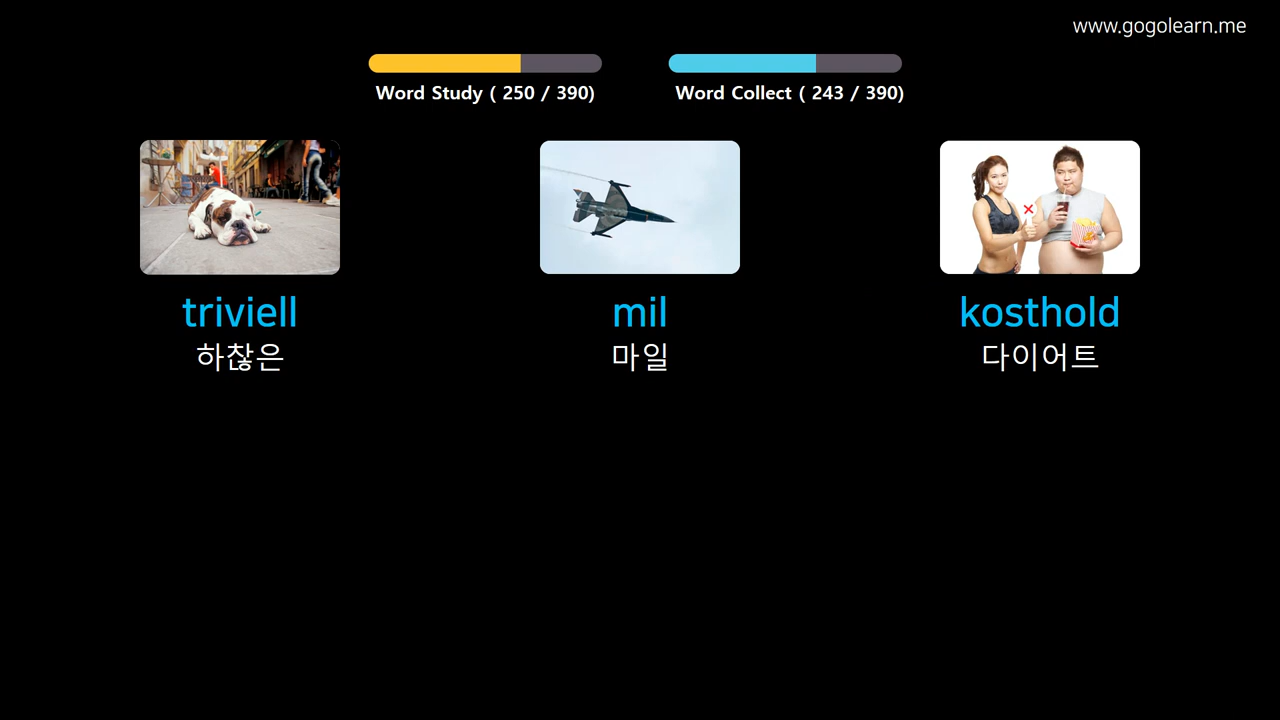 www.gogolearn.me
Word Study ( 250 / 390)
Word Collect ( 243 / 390)
triviell
mil
kosthold
하찮은
마일
다이어트